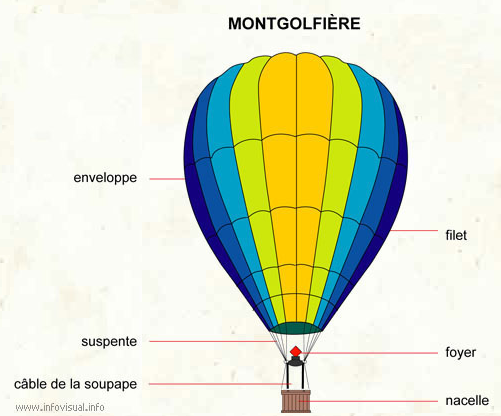 MONTGOLFIÈRE
enveloppe
filet
suspente
foyer
câble de la soupape
nacelle
www.infovisual.info